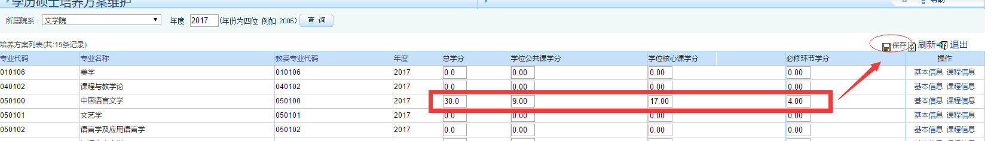 学历硕士培养方案维护 帮助
所属院系： 文学院 年度: 2017 (年份为四位 例如:2005) 查 询
培养方案列表(共:15条记录) 保存 刷新 退出
专业代码 专业名称 教委专业代码 年度 总学分 学位公共课学分 学位核心课学分 必修环节学分 操作
010106 美学 010106 2017 0.0 0.00 0.00 0.00 基本信息 课程信息
040102 课程与教学论 040102 2017 0.0 0.00 0.00 0.00 基本信息 课程信息
050100 中国语言文学 050100 2017 30.0 9.00 17.00 4.00 基本信息 课程信息
050101 文艺学 050101 2017 0.0 0.00 0.00 0.00 基本信息 课程信息
050102 语言学及应用语言学 050102 2017 0.0 0.00 0.00 0.00 基本信息 课程信息